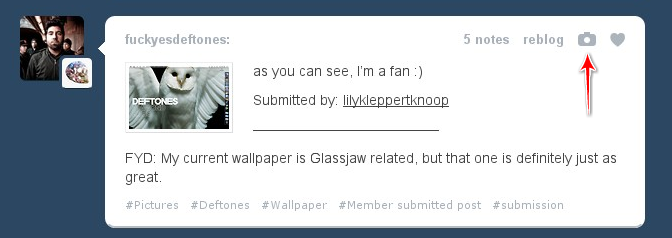 fuckyesdeftones:
5 notes reblog
DEFTONES
as you can see, I'm a fan :)
Submitted by: lilykleppertknoop
FYD: My current wallpaper is Glassjaw related, but that one is definitely just as
great.
#Pictures #Deftones #Wallpaper #Member submitted post #submission